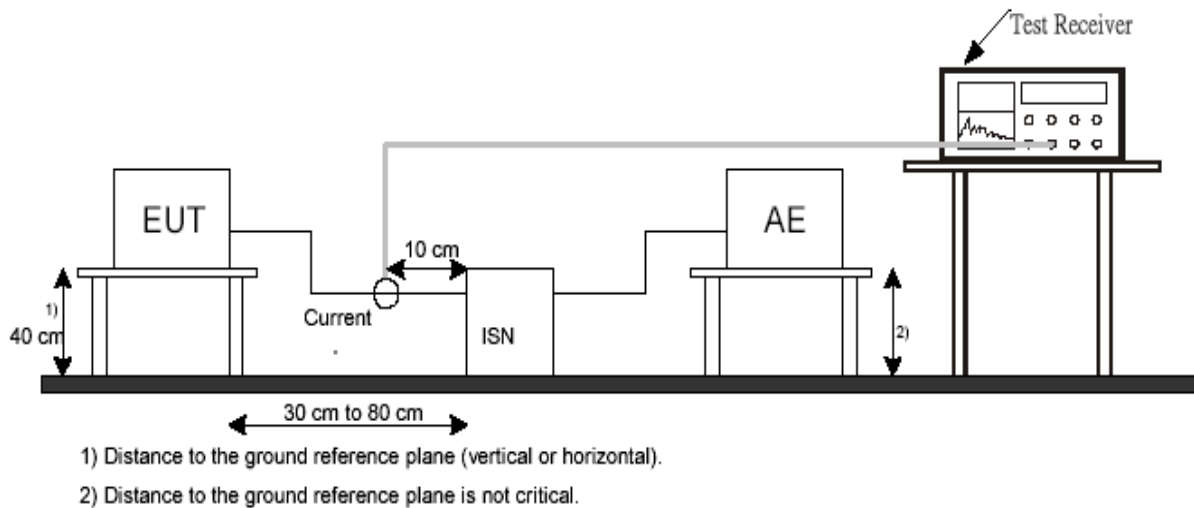 Test Receiver
EUT
AE
10 cm
1)
40 cm
Current
ISN
2)
30 cm to 80 cm
1) Distance to the ground reference plane (vertical or horizontal).
2) Distance to the ground reference plane is not critical.